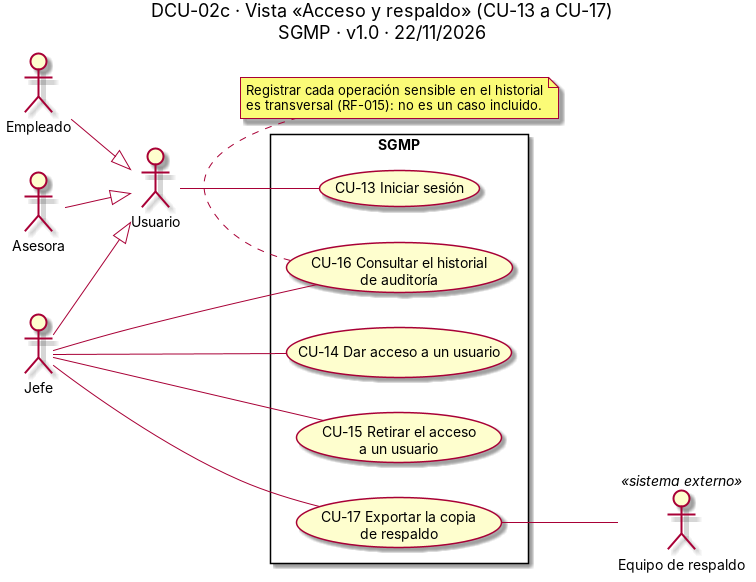 DCU-02c · Vista «Acceso y respaldo» (CU-13 a CU-17)
SGMP · v1.0 · 22/11/2026
Registrar cada operación sensible en el historial
es transversal (RF-015): no es un caso incluido.
Empleado
SGMP
Usuario
CU-13 Iniciar sesión
Asesora
CU-16 Consultar el historial
de auditoría
CU-14 Dar acceso a un usuario
Jefe
CU-15 Retirar el acceso
a un usuario
«sistema externo»
CU-17 Exportar la copia
de respaldo
Equipo de respaldo